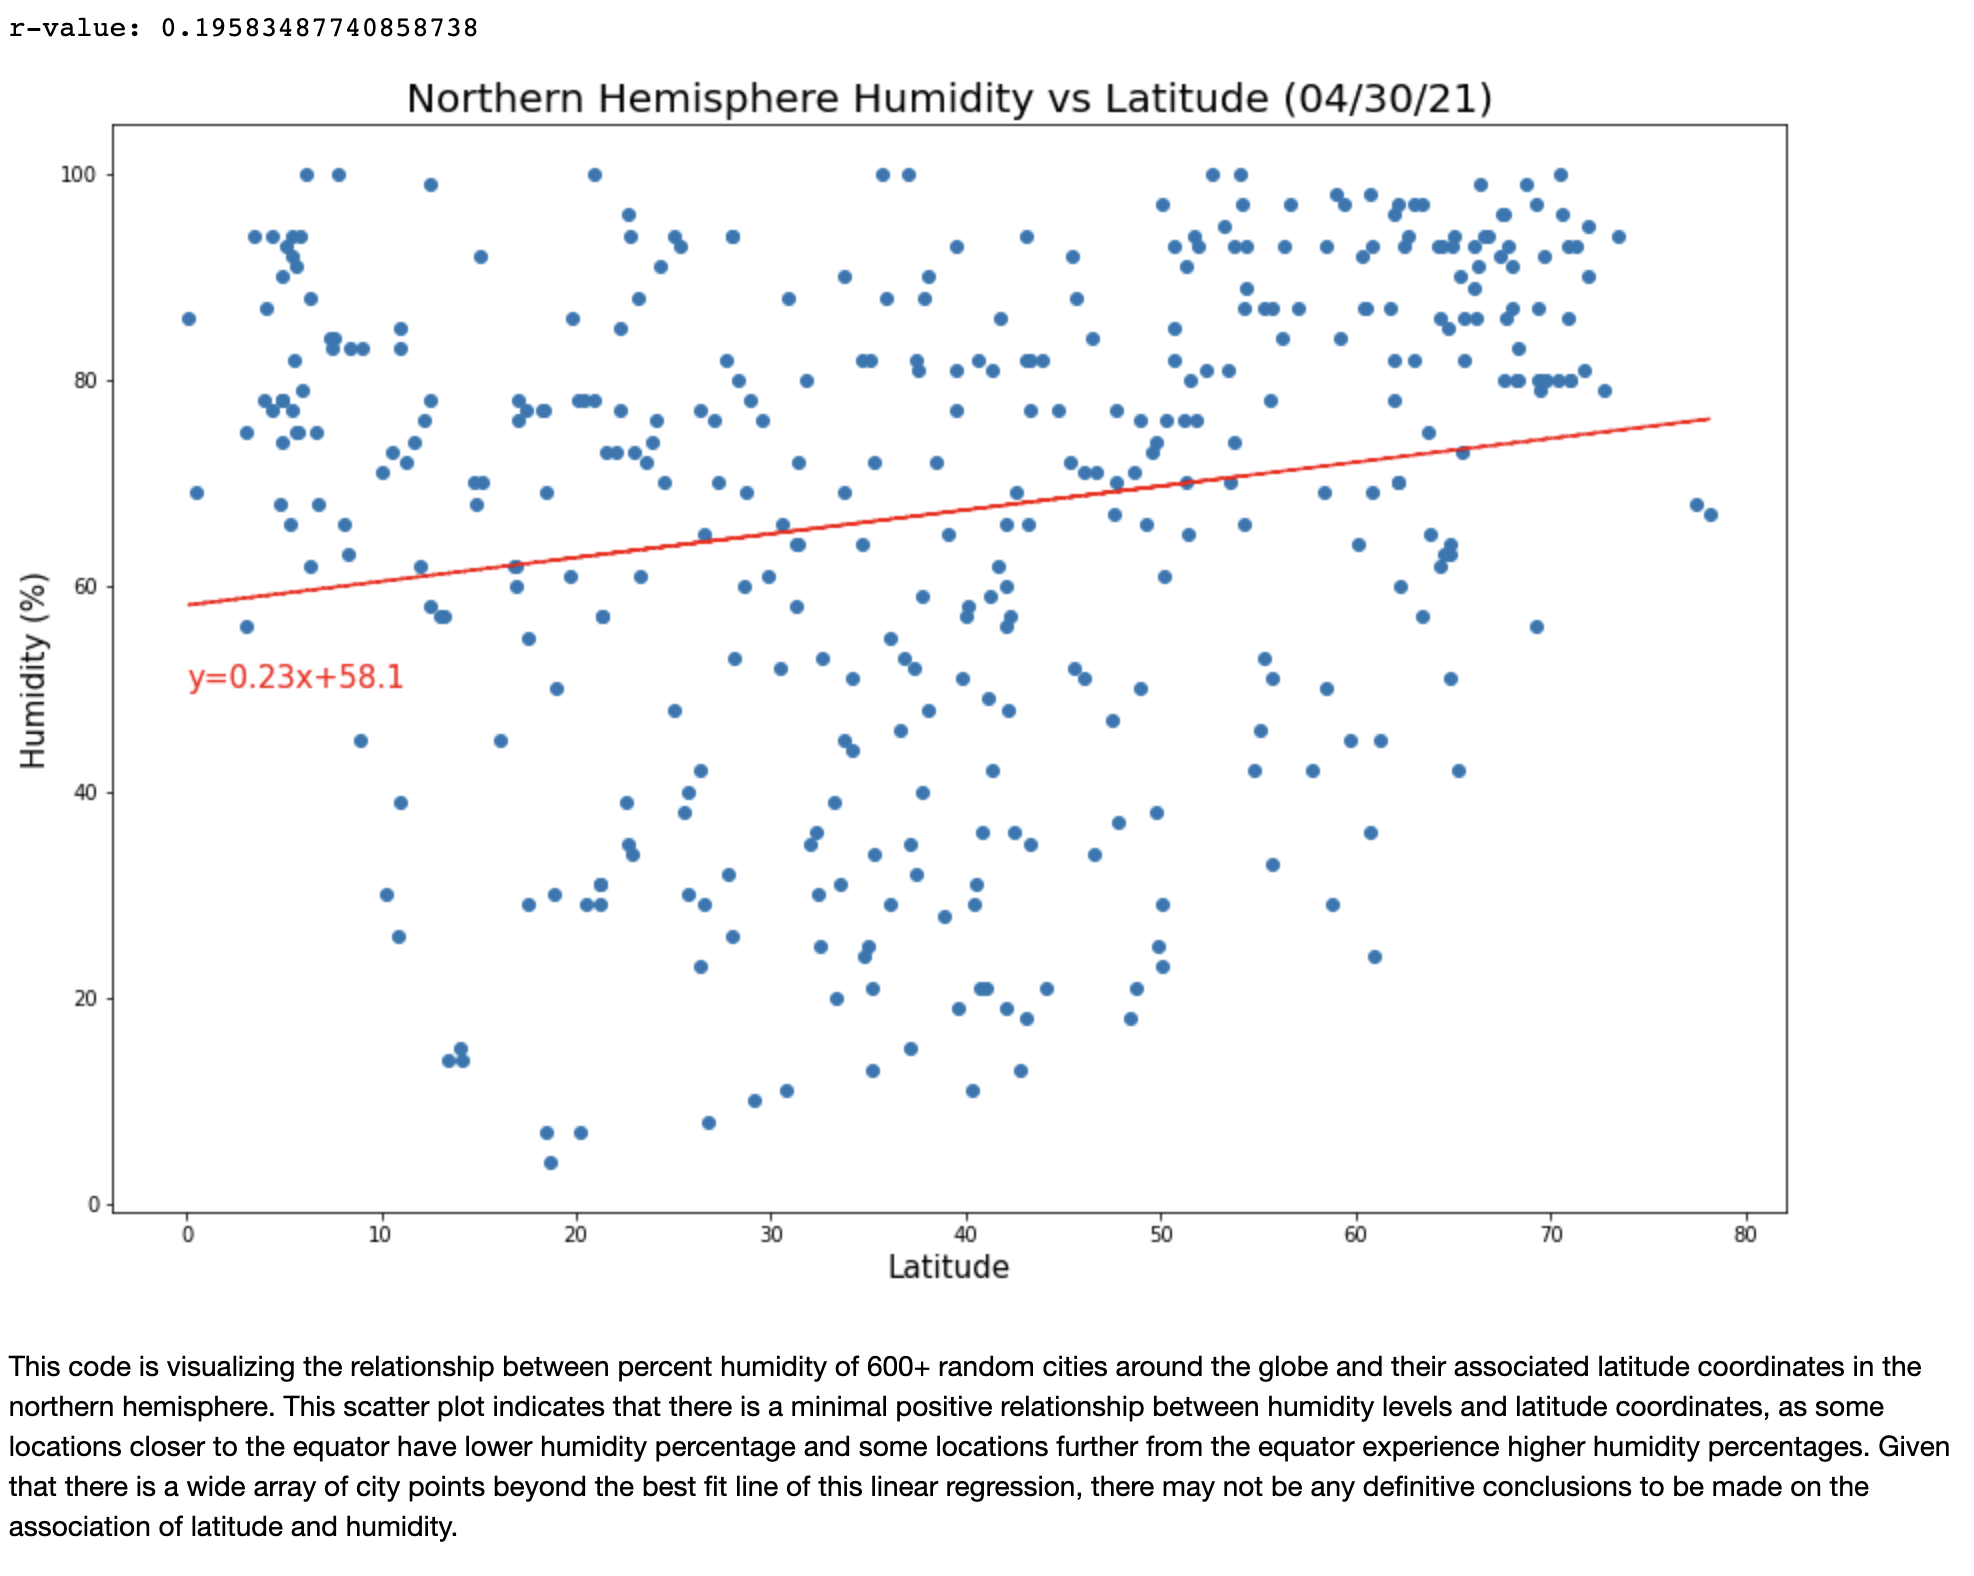 r-value: 0.19583487740858738
Northern Hemisphere Humidity vs Latitude (04/30/21)
100
80
60
40
20
0
Humidity (%)
y=0.23x+58.1
0 10 20 30 40 50 60 70 80
Latitude
This code is visualizing the relationship between percent humidity of 600+ random cities around the globe and their associated latitude coordinates in the
northern hemisphere. This scatter plot indicates that there is a minimal positive relationship between humidity levels and latitude coordinates, as some
locations closer to the equator have lower humidity percentage and some locations further from the equator experience higher humidity percentages. Given
that there is a wide array of city points beyond the best fit line of this linear regression, there may not be any definitive conclusions to be made on the
association of latitude and humidity.